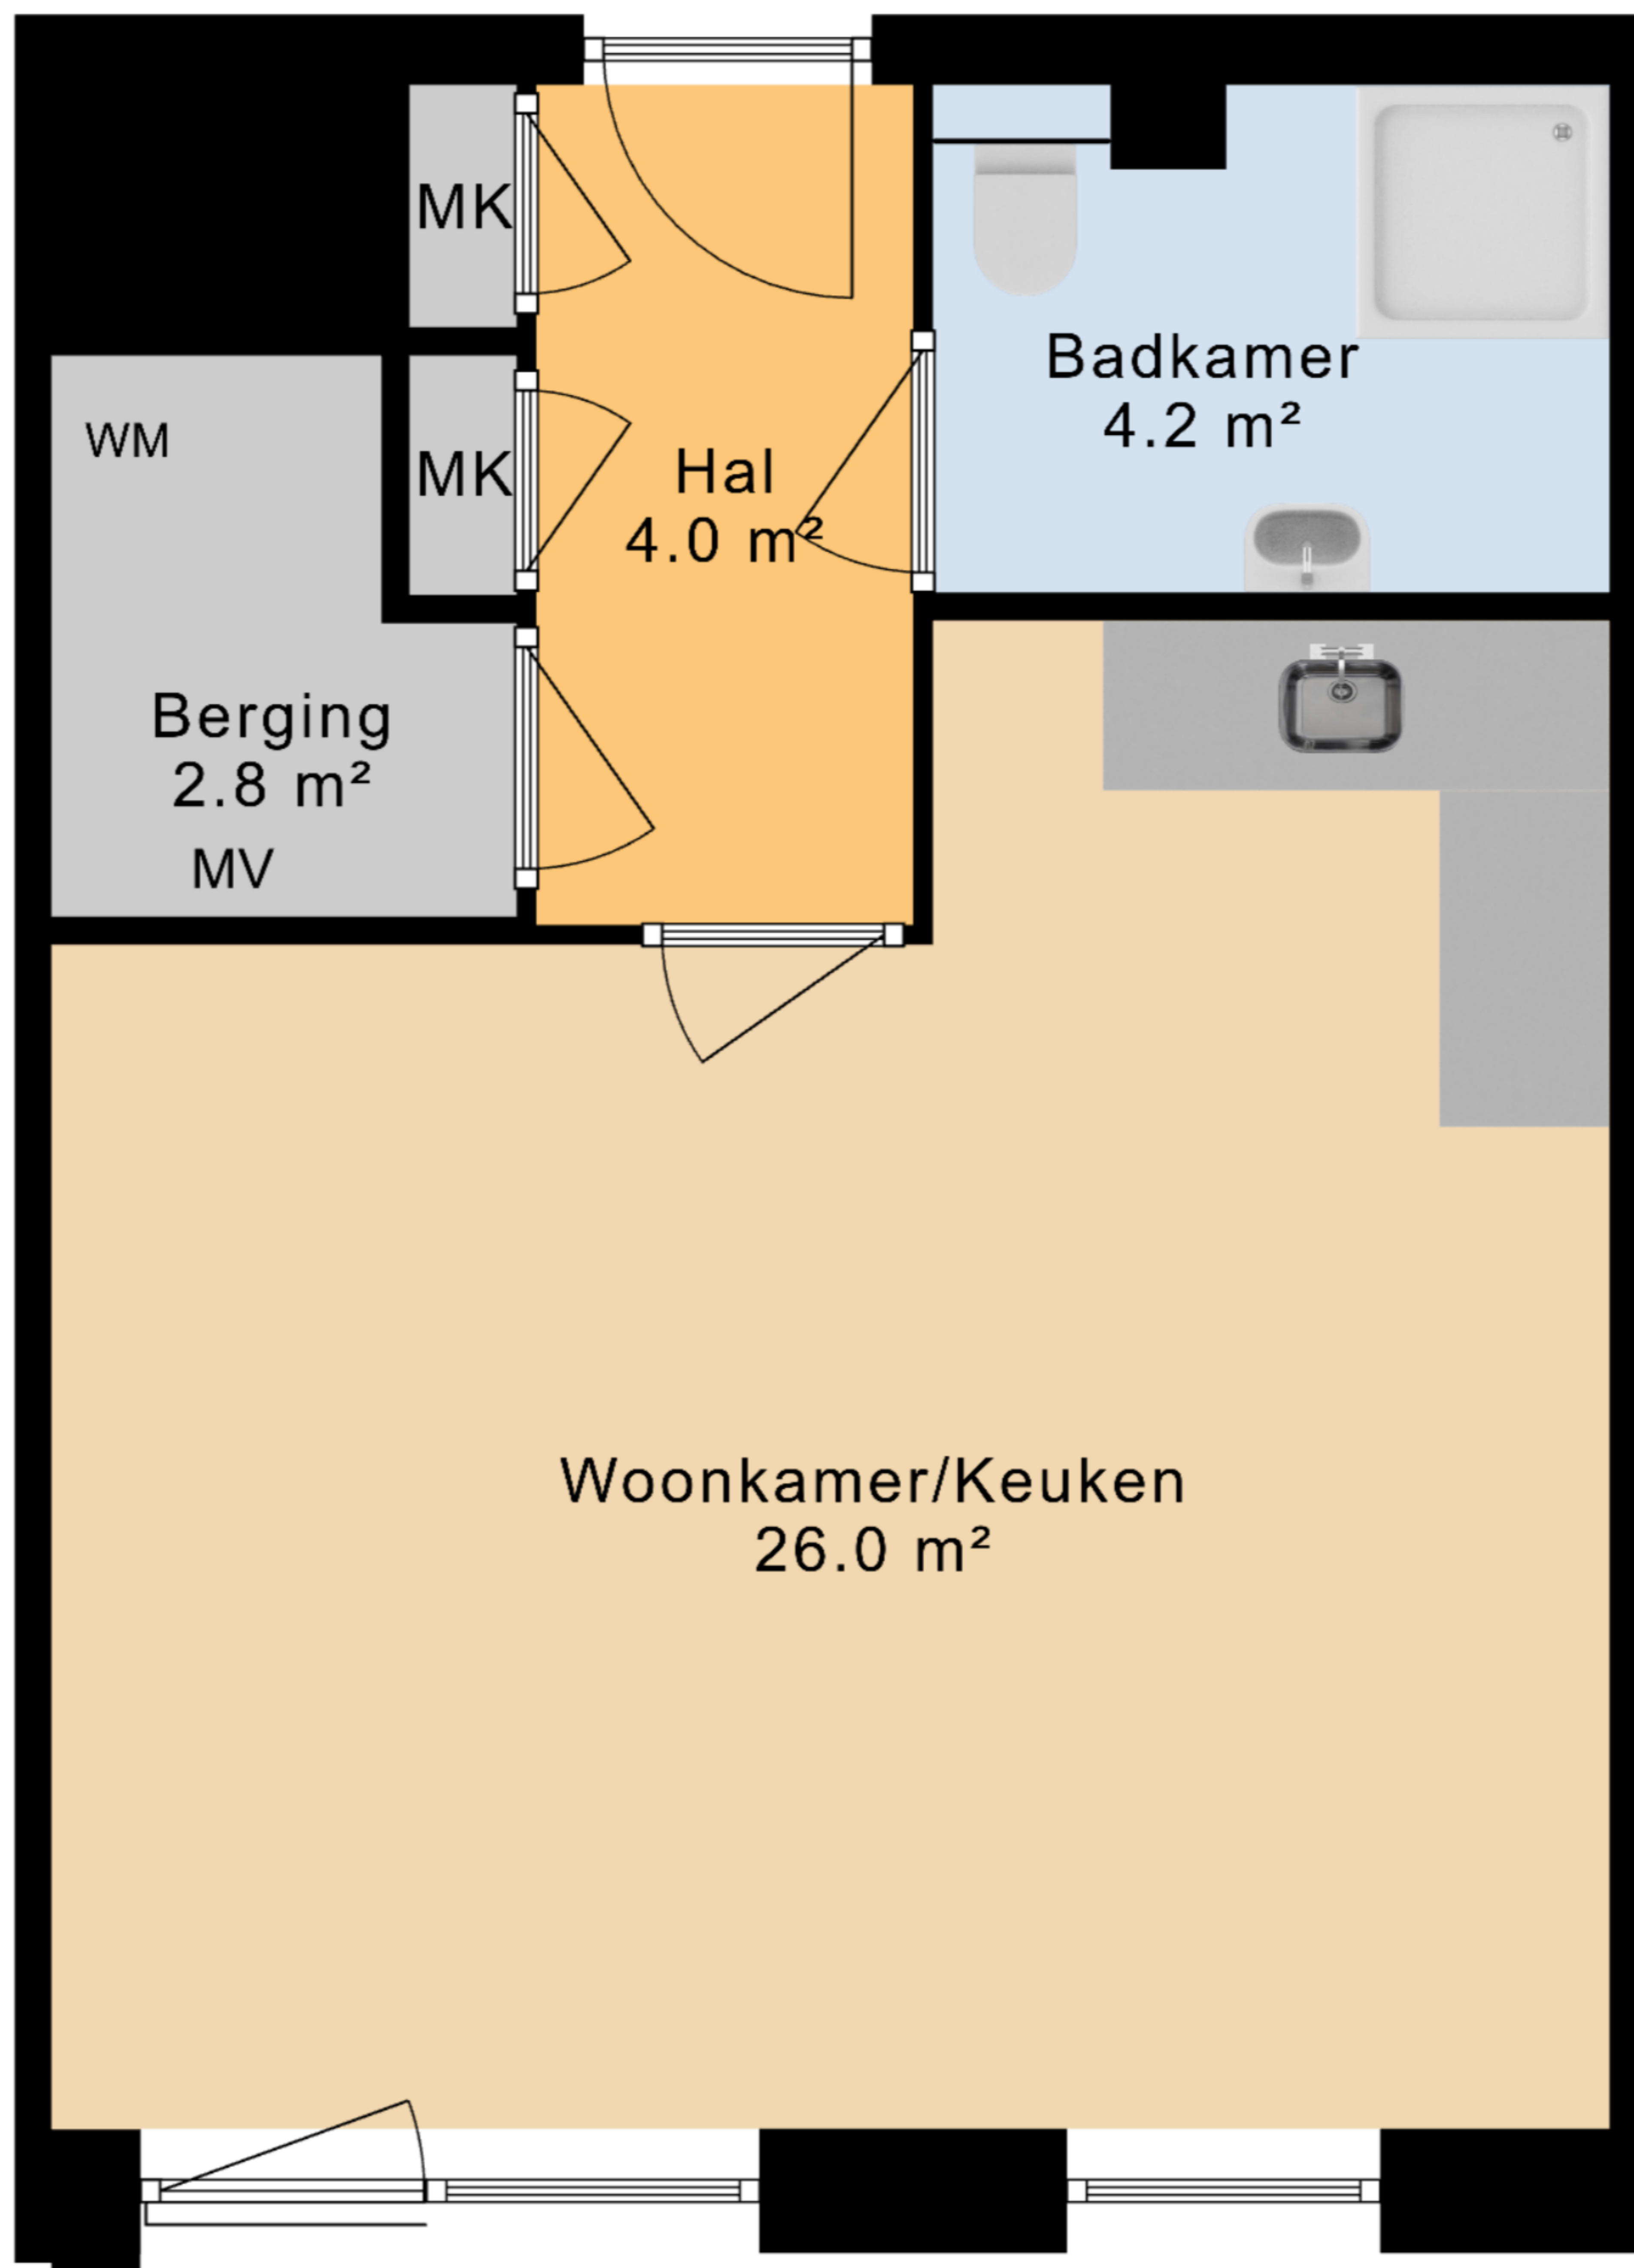 MK
Badkamer
4.2 m²
WM
MK
Hal
4.0 m²
Berging
2.8 m²
MV
Woonkamer/Keuken
26.0 m²